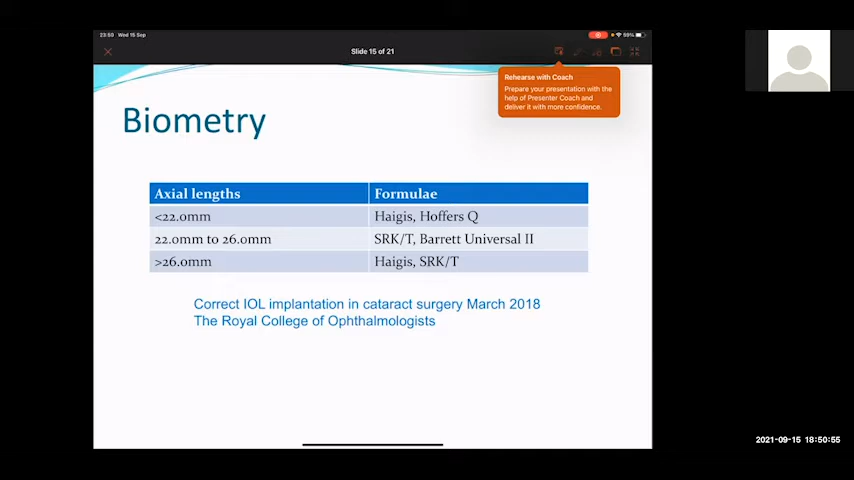 23:50 Wed 15 Sep
59%
Slide 15 of 21
Rehearse with Coach
Prepare your presentation with the
help of Presenter Coach and
deliver it with more confidence.
Biometry
Axial lengths Formulae
<22.0mm Haigis, Hoffers Q
22.0mm to 26.0mm SRK/T, Barrett Universal II
>26.0mm Haigis, SRK/T
Correct IOL implantation in cataract surgery March 2018
The Royal College of Ophthalmologists
2021-09-15 18:50:55